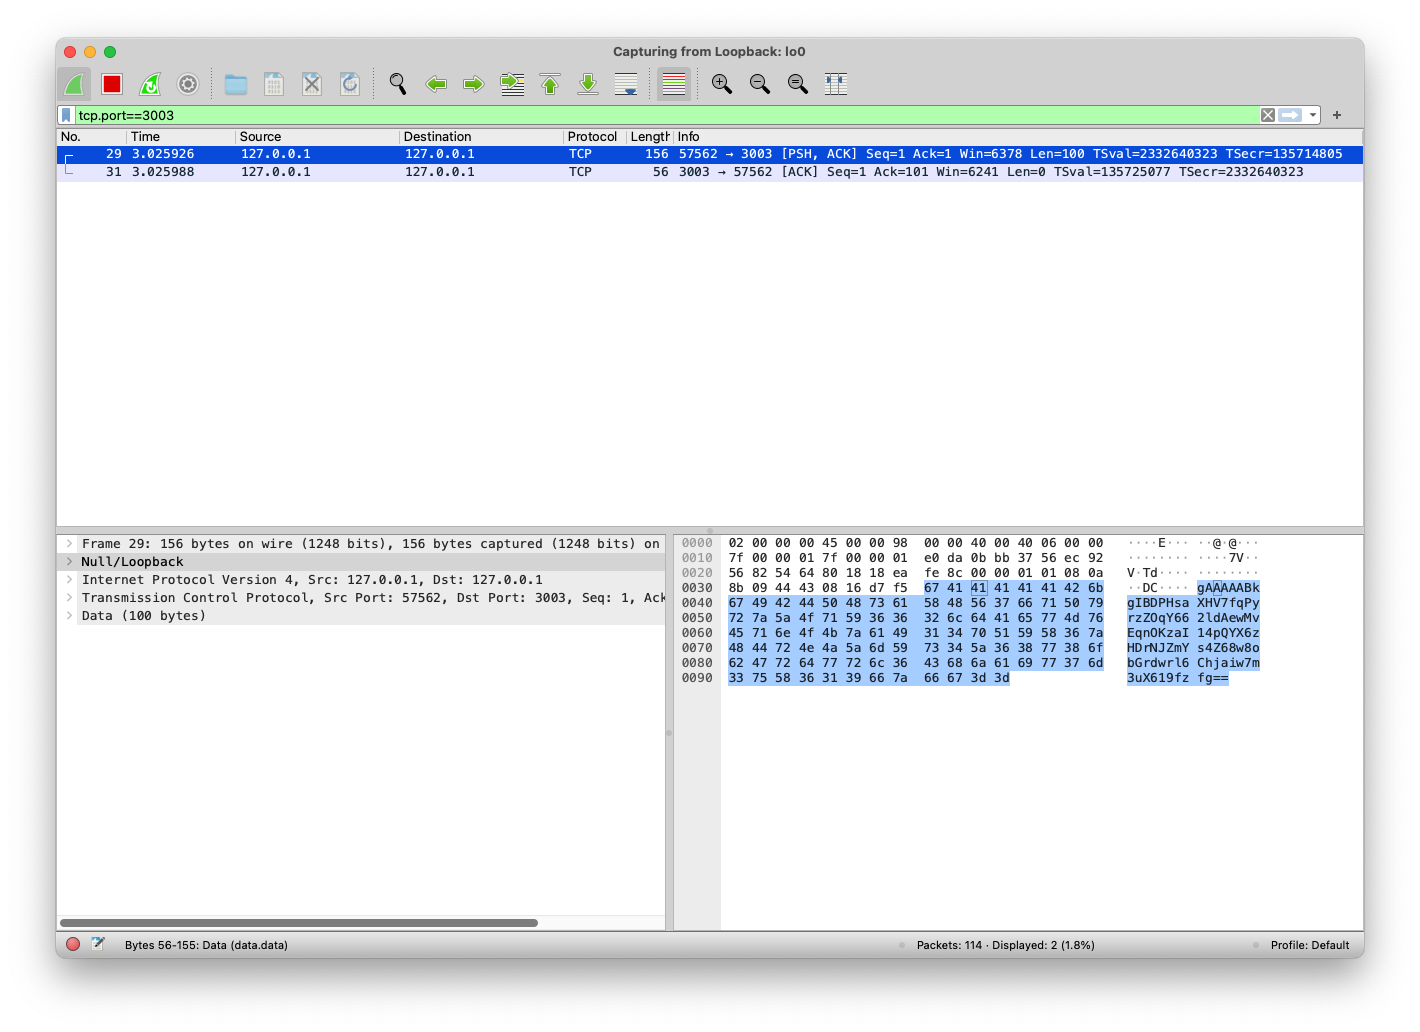 Capturing from Loopback: lo0
tcp.port==3003
No. Time Source Destination Protocol Length Info
29 3.025926 127.0.0.1 127.0.0.1 TCP 156 57562 → 3003 [PSH, ACK] Seq=1 Ack=1 Win=6378 Len=100 TSval=2332640323 TSecr=135714805
31 3.025988 127.0.0.1 127.0.0.1 TCP 56 3003 → 57562 [ACK] Seq=1 Ack=101 Win=6241 Len=0 TSval=135725077 TSecr=2332640323
Frame 29: 156 bytes on wire (1248 bits), 156 bytes captured (1248 bits) on
Null/Loopback
Internet Protocol Version 4, Src: 127.0.0.1, Dst: 127.0.0.1
Transmission Control Protocol, Src Port: 57562, Dst Port: 3003, Seq: 1, Ack
Data (100 bytes)
0000 02 00 00 00 45 00 00 98 00 00 40 00 40 06 00 00 ····E··· ··@·@···
0010 7f 00 00 01 7f 00 00 01 e0 da 0b bb 37 56 ec 92 ········ ····7V··
0020 56 82 54 64 80 18 18 ea fe 8c 00 00 01 01 08 0a V·Td···· ········
0030 8b 09 44 43 08 16 d7 f5 67 41 41 41 41 41 42 6b ··DC···· gAAAAABk
0040 67 49 42 44 50 48 73 61 58 48 56 37 66 71 50 79 gIBDPHsa XHV7fqPy
0050 72 7a 5a 4f 71 59 36 36 32 6c 64 41 65 77 4d 76 rzZOqY66 2ldAewMv
0060 45 71 6e 4f 4b 7a 61 49 31 34 70 51 59 58 36 7a EqnOKzaI 14pQYX6z
0070 48 44 72 4e 4a 5a 6d 59 73 34 5a 36 38 77 38 6f HDrNJZmY s4Z68w8o
0080 62 47 72 64 77 72 6c 36 43 68 6a 61 69 77 37 6d bGrdwrl6 Chjaiw7m
0090 33 75 58 36 31 39 66 7a 66 67 3d 3d 3uX619fz fg==
Bytes 56-155: Data (data.data) Packets: 114 · Displayed: 2 (1.8%) Profile: Default